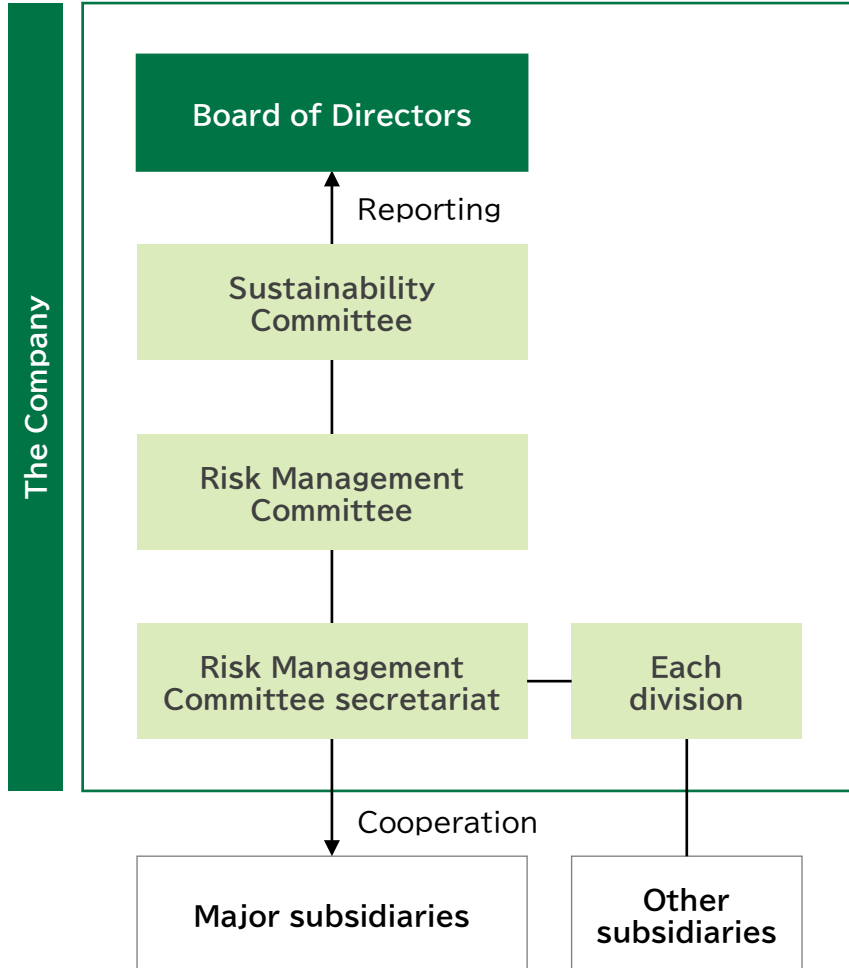 The Company
Board of Directors
Reporting
Sustainability
Committee
Risk Management
Committee
Risk Management
Committee secretariat
Each
division
Cooperation
Major subsidiaries
Other
subsidiaries